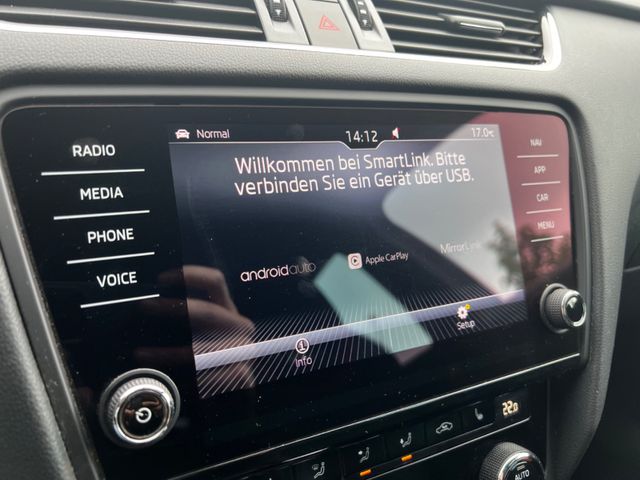 Normal
14:12
17.0°C
RADIO
MEDIA
PHONE
VOICE
NAV
APP
CAR
MENU
Willkommen bei SmartLink. Bitte
verbinden Sie ein Gerät über USB.
androidauto
Apple CarPlay
MirrorLink
Info
Setup
22.0
AUTO